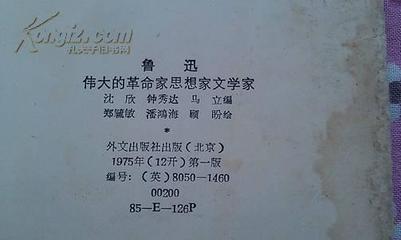 Kongfz.com
孔夫子旧书网
鲁 迅
伟大的革命家思想家文学家
沈 欣 钟秀达 马 立编
郑毓敏 潘鸿海 顾 盼绘
*
外文出版社出版(北京)
1975年(12开)第一版
编号:(英)8050—1460
00200
85—E—126P